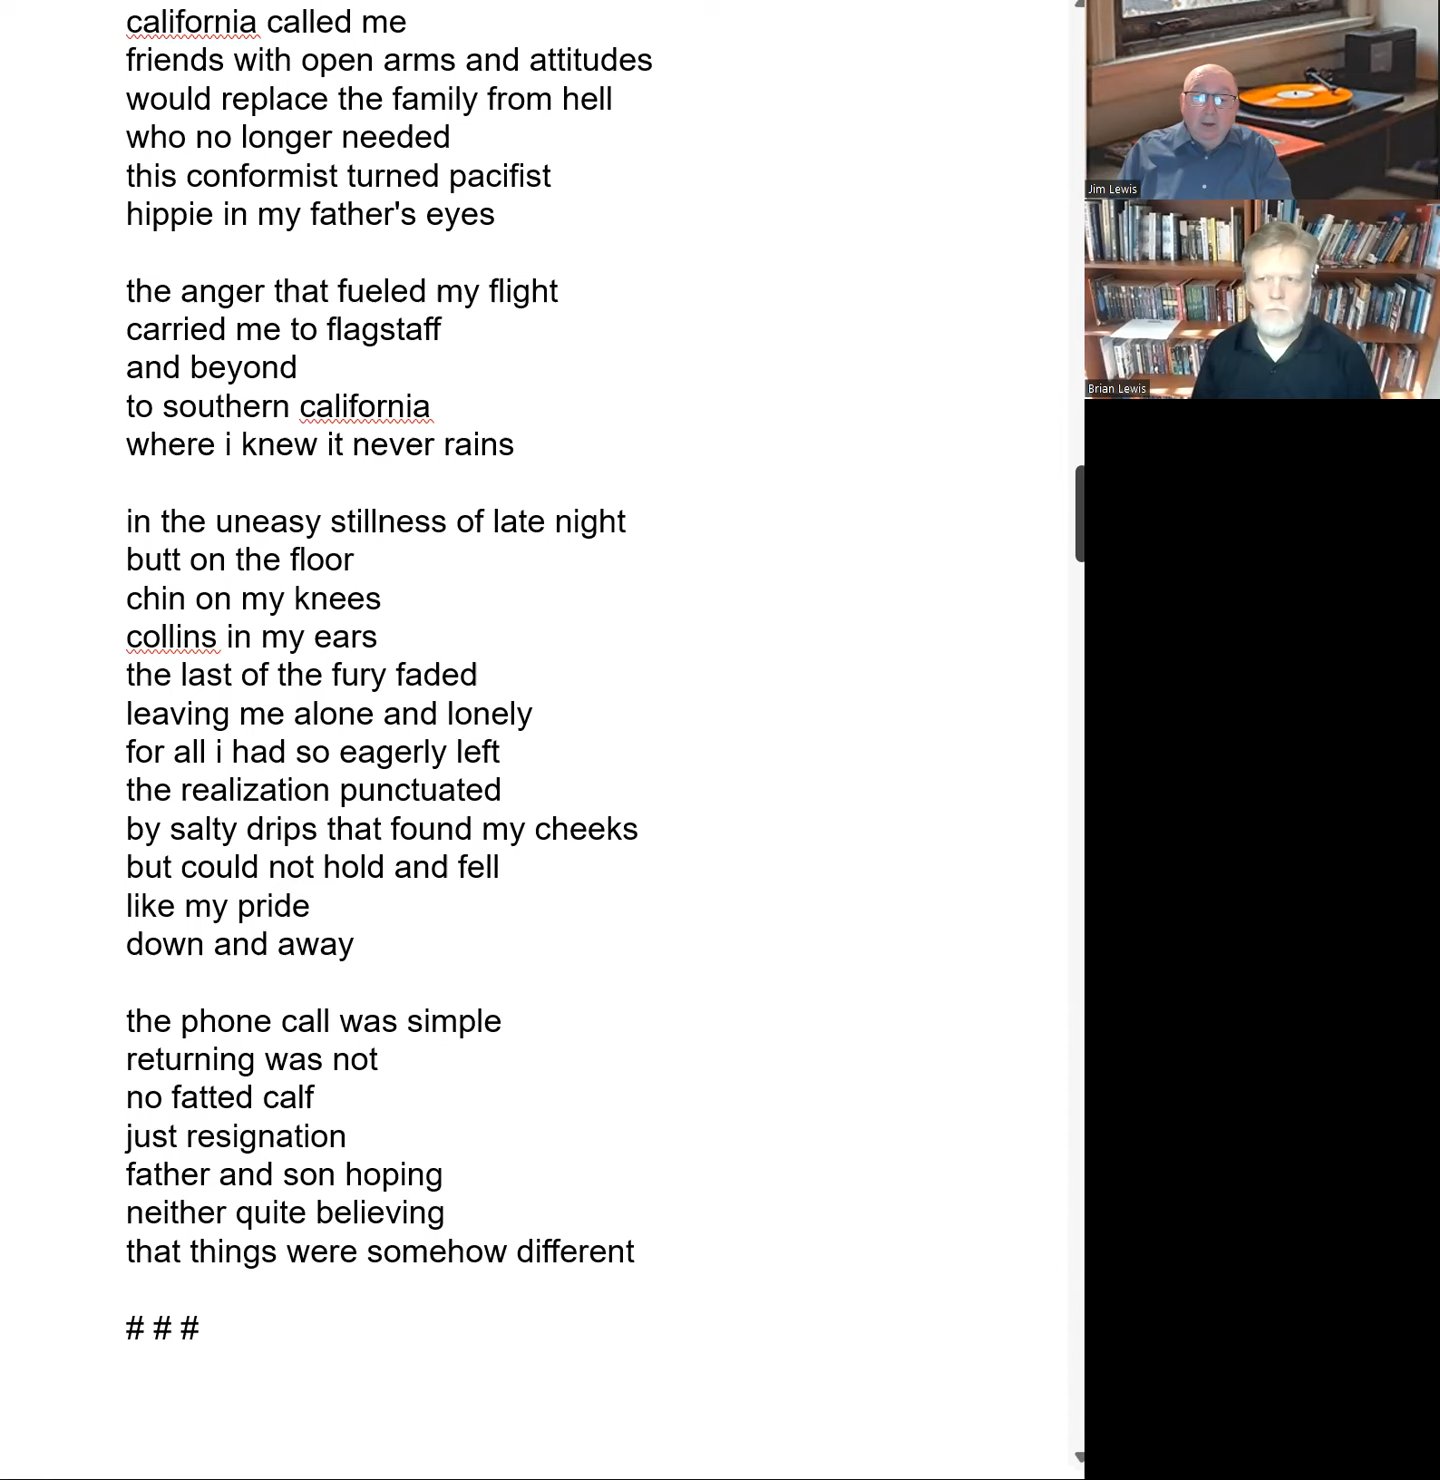 california called me
friends with open arms and attitudes
would replace the family from hell
who no longer needed
this conformist turned pacifist
hippie in my father's eyes
the anger that fueled my flight
carried me to flagstaff
and beyond
to southern california
where i knew it never rains
in the uneasy stillness of late night
butt on the floor
chin on my knees
collins in my ears
the last of the fury faded
leaving me alone and lonely
for all i had so eagerly left
the realization punctuated
by salty drips that found my cheeks
but could not hold and fell
like my pride
down and away
the phone call was simple
returning was not
no fatted calf
just resignation
father and son hoping
neither quite believing
that things were somehow different
# # #
Jim Lewis
Brian Lewis